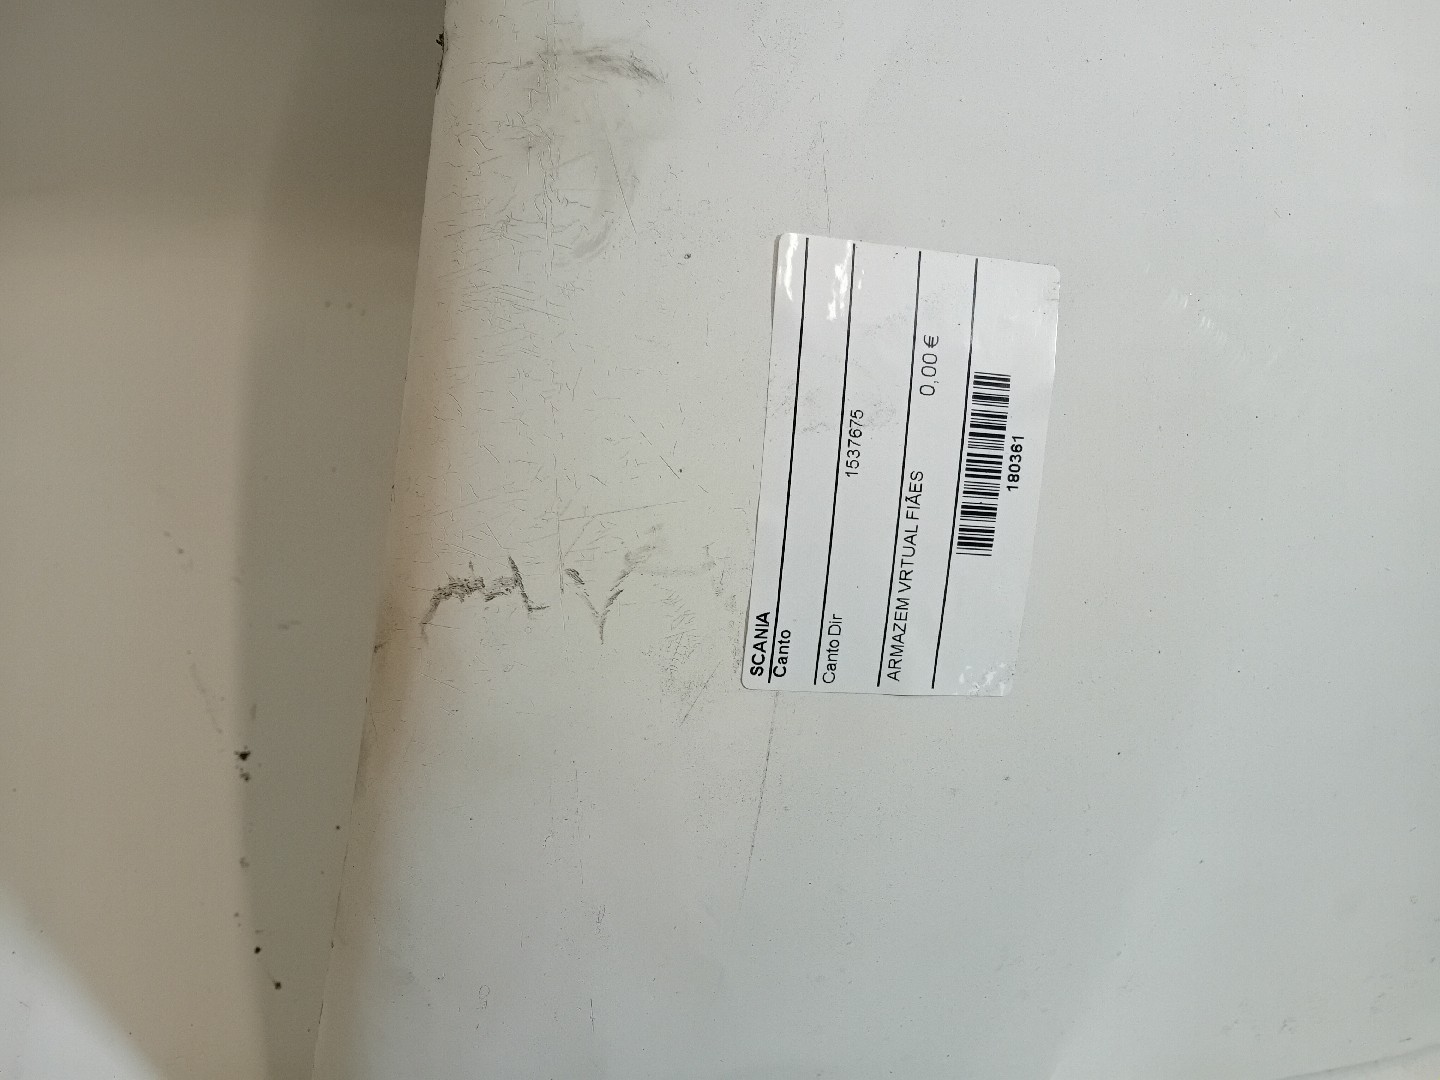 SCANIA
Canto
Canto Dir
1537675
ARMAZEM VRTUAL FIÃES 0,00 €
180361